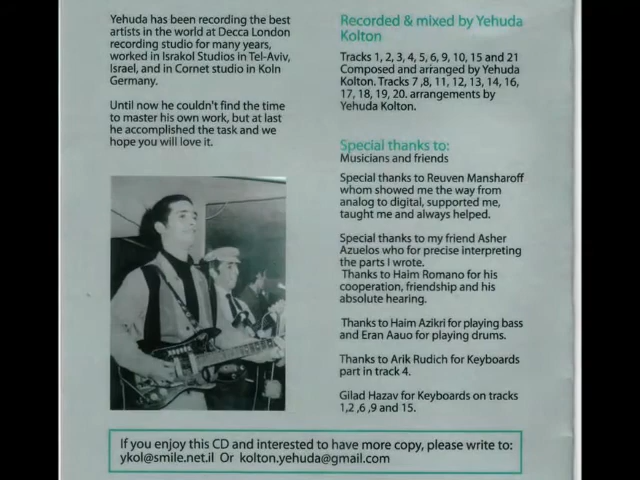 Yehuda has been recording the best
artists in the world at Decca London
recording studio for many years,
worked in Israkol Studios in Tel-Aviv,
Israel, and in Cornet studio in Koln
Germany.
Until now he couldn't find the time
to master his own work, but at last
he accomplished the task and we
hope you will love it.
Recorded & mixed by Yehuda
Kolton
Tracks 1, 2, 3, 4, 5, 6, 9, 10, 15 and 21
Composed and arranged by Yehuda
Kolton. Tracks 7 ,8, 11, 12, 13, 14, 16,
17, 18, 19, 20. arrangements by
Yehuda Kolton.
Special thanks to:
Musicians and friends
Special thanks to Reuven Mansharoff
whom showed me the way from
analog to digital, supported me,
taught me and always helped.
Special thanks to my friend Asher
Azuelos who for precise interpreting
the parts I wrote.
Thanks to Haim Romano for his
cooperation, friendship and his
absolute hearing.
Thanks to Haim Azikri for playing bass
and Eran Aauo for playing drums.
Thanks to Arik Rudich for Keyboards
part in track 4.
Gilad Hazav for Keyboards on tracks
1,2 ,6 ,9 and 15.
If you enjoy this CD and interested to have more copy, please write to:
ykol@smile.net.il Or kolton.yehuda@gmail.com